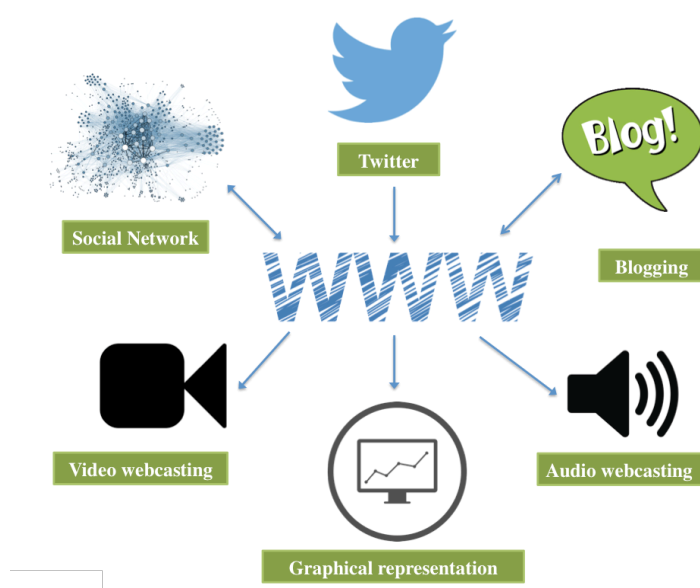 Twitter
Blog!
Social Network
Blogging
WWW
Video webcasting
Audio webcasting
Graphical representation